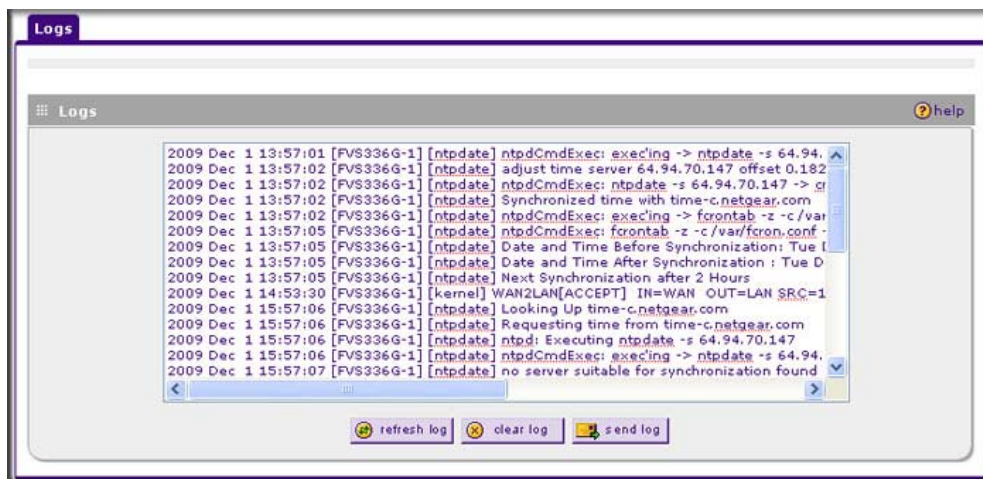 Logs
Logs
help
2009 Dec 1 13:57:01 [FVS336G-1] [ntpdate] ntpdCmdExec: exec'ing -> ntpdate -s 64.94.
2009 Dec 1 13:57:02 [FVS336G-1] [ntpdate] adjust time server 64.94.70.147 offset 0.182
2009 Dec 1 13:57:02 [FVS336G-1] [ntpdate] ntpdCmdExec: ntpdate -s 64.94.70.147 -> cr
2009 Dec 1 13:57:02 [FVS336G-1] [ntpdate] Synchronized time with time-c.netgear.com
2009 Dec 1 13:57:02 [FVS336G-1] [ntpdate] ntpdCmdExec: exec'ing -> fcrontab -z -c /var
2009 Dec 1 13:57:05 [FVS336G-1] [ntpdate] ntpdCmdExec: fcrontab -z -c /var/fcron.conf -
2009 Dec 1 13:57:05 [FVS336G-1] [ntpdate] Date and Time Before Synchronization: Tue D
2009 Dec 1 13:57:05 [FVS336G-1] [ntpdate] Date and Time After Synchronization : Tue D
2009 Dec 1 13:57:05 [FVS336G-1] [ntpdate] Next Synchronization after 2 Hours
2009 Dec 1 14:53:30 [FVS336G-1] [kernel] WAN2LAN[ACCEPT] IN=WAN OUT=LAN SRC=1
2009 Dec 1 15:57:06 [FVS336G-1] [ntpdate] Looking Up time-c.netgear.com
2009 Dec 1 15:57:06 [FVS336G-1] [ntpdate] Requesting time from time-c.netgear.com
2009 Dec 1 15:57:06 [FVS336G-1] [ntpdate] ntpd: Executing ntpdate -s 64.94.70.147
2009 Dec 1 15:57:06 [FVS336G-1] [ntpdate] ntpdCmdExec: exec'ing -> ntpdate -s 64.94.
2009 Dec 1 15:57:07 [FVS336G-1] [ntpdate] no server suitable for synchronization found
refresh log
clear log
send log